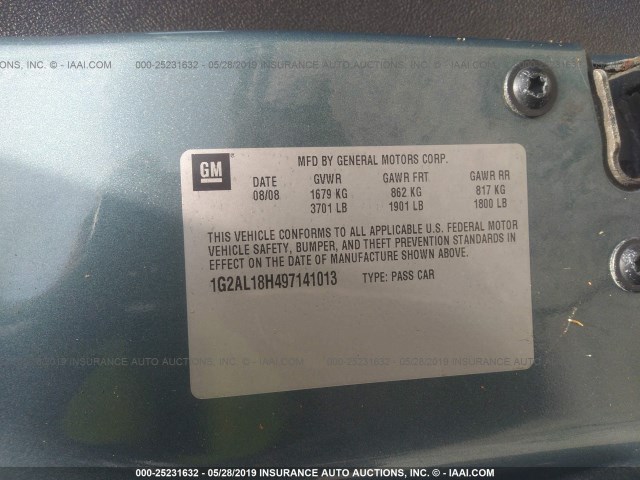 000-25231632 - 05/28/2019 INSURANCE AUTO AUCTIONS, INC. - © IAAI.COM
GM
MFD BY GENERAL MOTORS CORP.
DATE GVWR GAWR FRT GAWR RR
08/08 1679 KG 862 KG 817 KG
3701 LB 1901 LB 1800 LB
THIS VEHICLE CONFORMS TO ALL APPLICABLE U.S. FEDERAL MOTOR
VEHICLE SAFETY, BUMPER, AND THEFT PREVENTION STANDARDS IN
EFFECT ON THE DATE OF MANUFACTURE SHOWN ABOVE.
1G2AL18H497141013 TYPE: PASS CAR
000-25231632 - 05/28/2019 INSURANCE AUTO AUCTIONS, INC. - © IAAI.COM